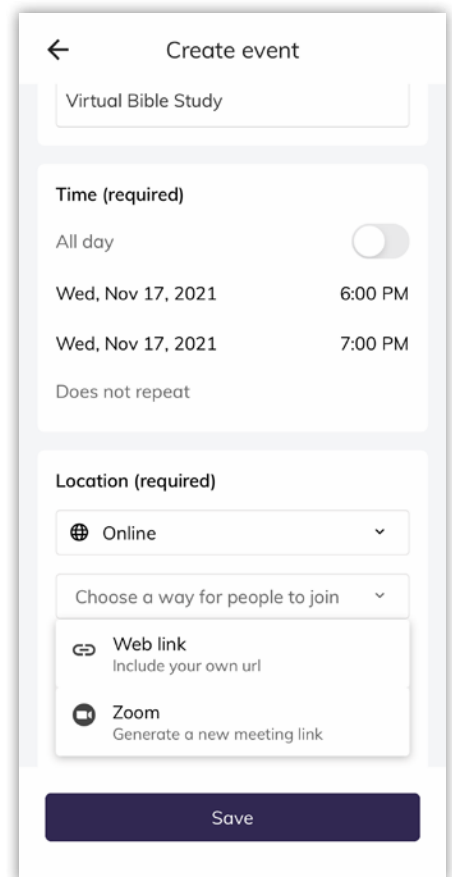 Create event
Virtual Bible Study
Time (required)
All day
Wed, Nov 17, 2021 6:00 PM
Wed, Nov 17, 2021 7:00 PM
Does not repeat
Location (required)
Online
Choose a way for people to join
Web link
Include your own url
Zoom
Generate a new meeting link
Save